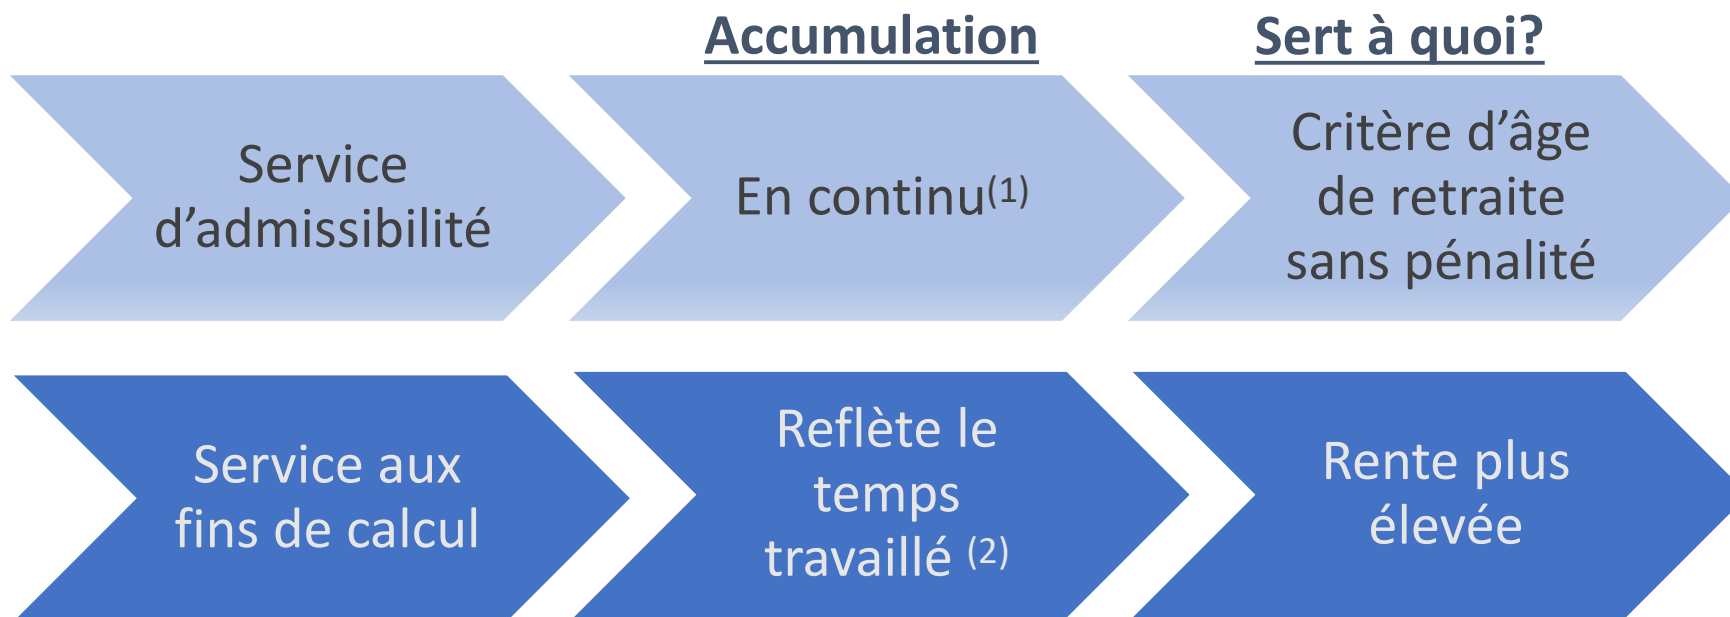 Accumulation
Sert à quoi?
Service
d’admissibilité
En continu(1)
Critère d’âge
de retraite
sans pénalité
Service aux
fins de calcul
Reflète le
temps
travaillé (2)
Rente plus
élevée